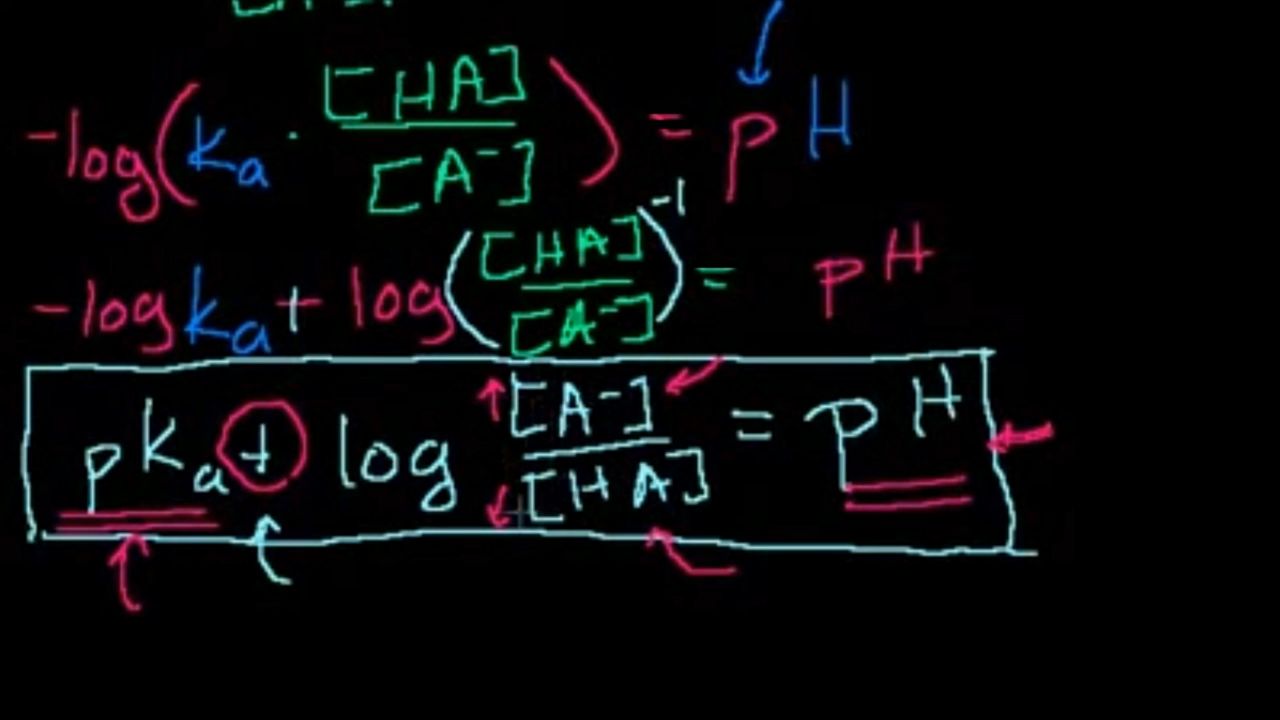 -log(Ka · [HA]/[A⁻]) = pH
-log Ka + log([HA]/[A⁻])⁻¹ = pH
pKa + log [A⁻]/[HA] = pH